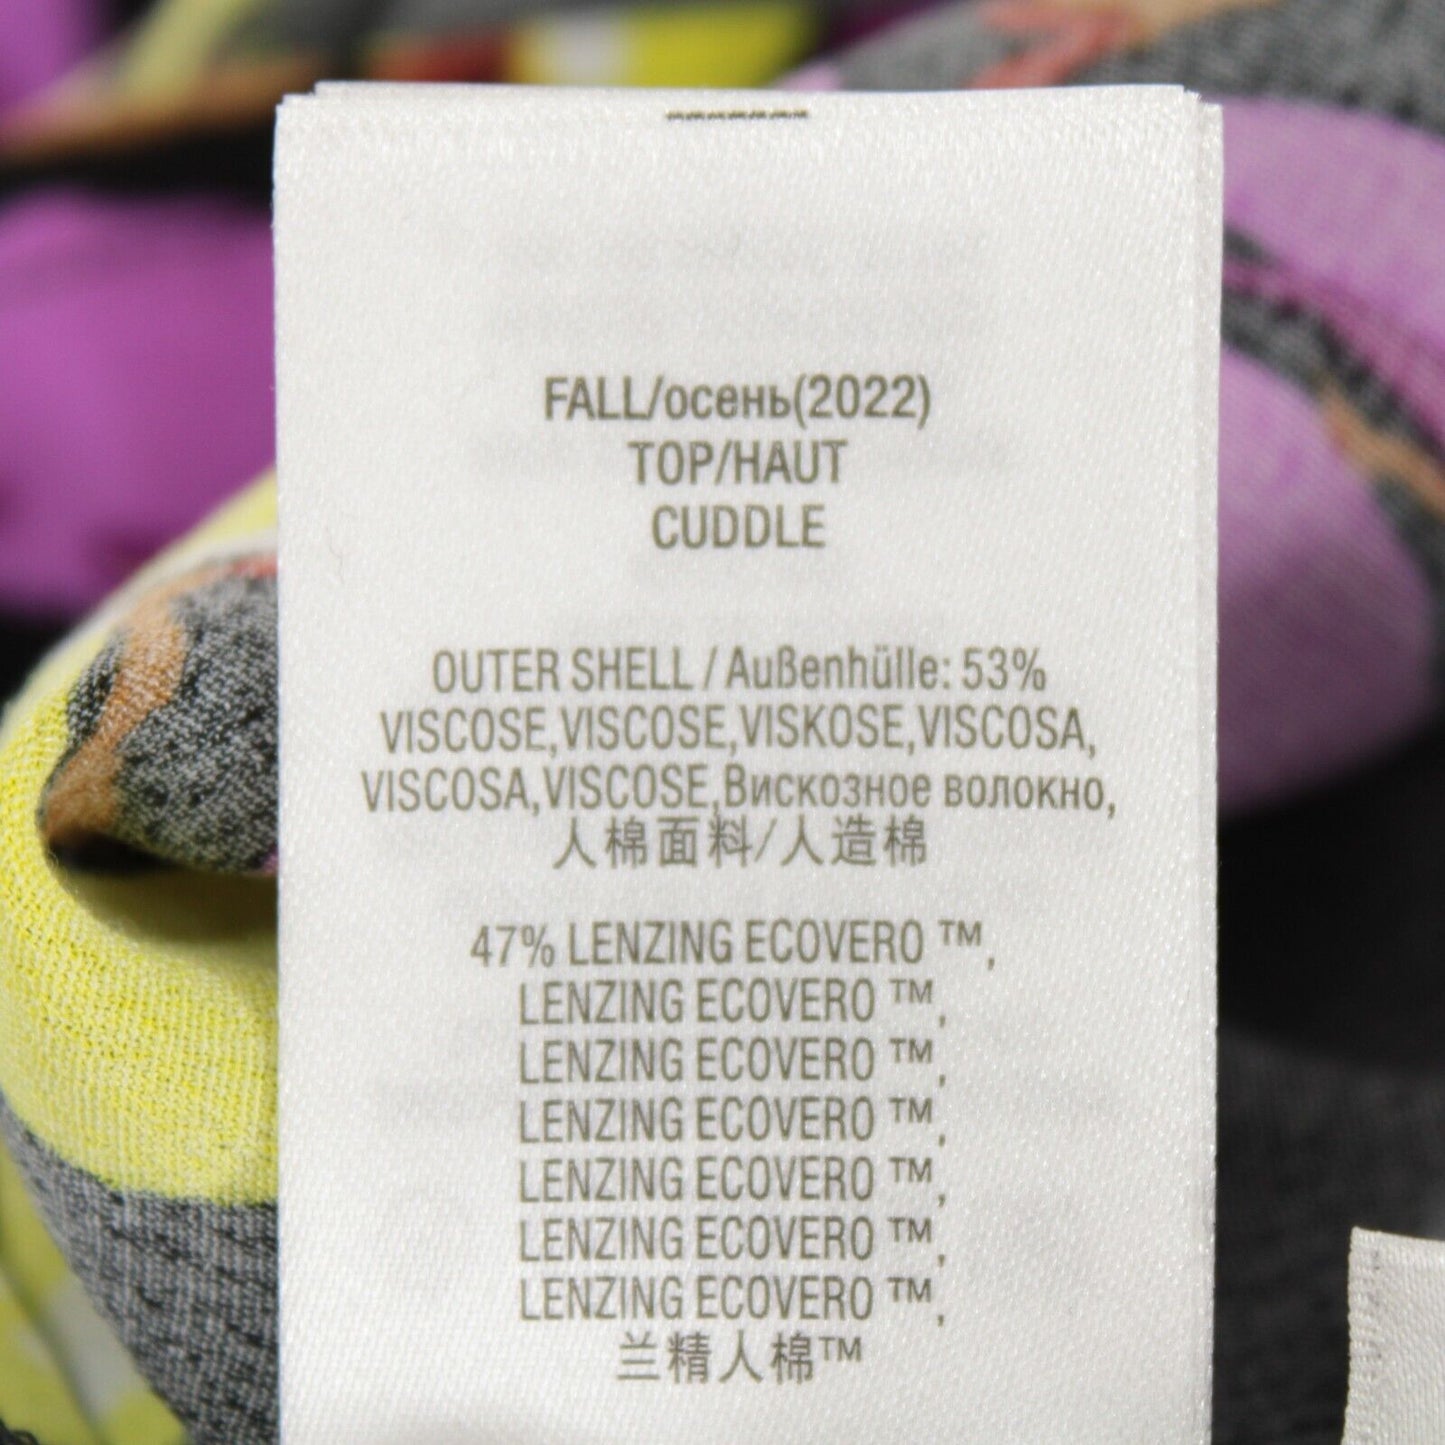 FALL/осень(2022)
TOP/HAUT
CUDDLE
OUTER SHELL / Außenhülle: 53%
VISCOSE,VISCOSE,VISKOSE,VISCOSA,
VISCOSA,VISCOSE,Вискозное волокно,
人棉面料/人造棉
47% LENZING ECOVERO ™,
LENZING ECOVERO ™,
LENZING ECOVERO ™,
LENZING ECOVERO ™,
LENZING ECOVERO ™,
LENZING ECOVERO ™,
LENZING ECOVERO ™,
兰精人棉™